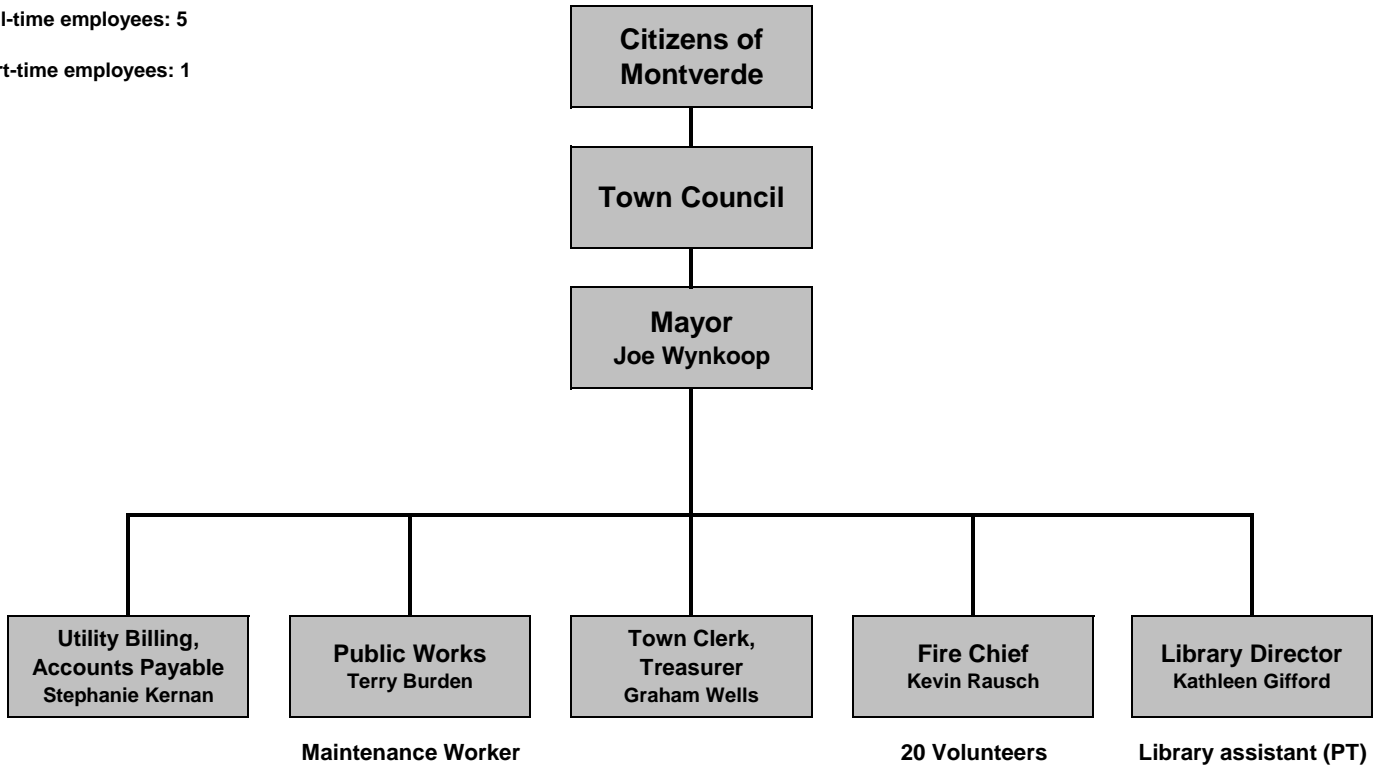 l-time employees: 5
t-time employees: 1
Citizens of
Montverde
Town Council
Mayor
Joe Wynkoop
Utility Billing,
Accounts Payable
Stephanie Kernan
Public Works
Terry Burden
Town Clerk,
Treasurer
Graham Wells
Fire Chief
Kevin Rausch
Library Director
Kathleen Gifford
Maintenance Worker
20 Volunteers
Library assistant (PT)